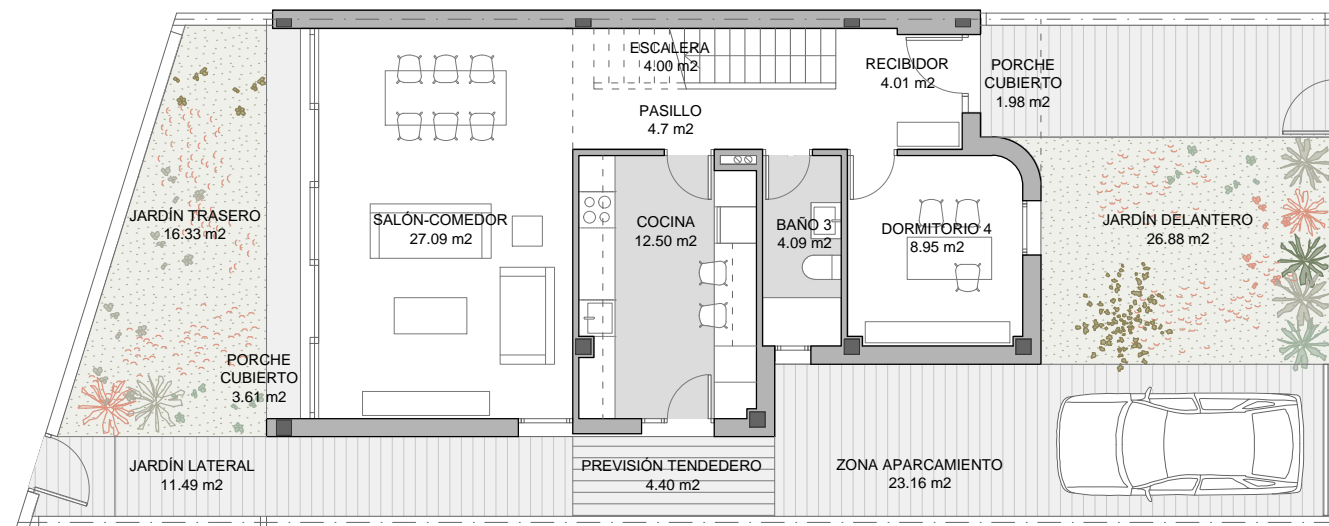 ESCALERA
4.00 m2
RECIBIDOR
4.01 m2
PORCHE
CUBIERTO
1.98 m2
PASILLO
4.7 m2
JARDÍN TRASERO
16.33 m2
SALÓN-COMEDOR
27.09 m2
COCINA
12.50 m2
BAÑO 3
4.09 m2
DORMITORIO 4
8.95 m2
JARDÍN DELANTERO
26.88 m2
PORCHE
CUBIERTO
3.61 m2
JARDÍN LATERAL
11.49 m2
PREVISIÓN TENDEDERO
4.40 m2
ZONA APARCAMIENTO
23.16 m2